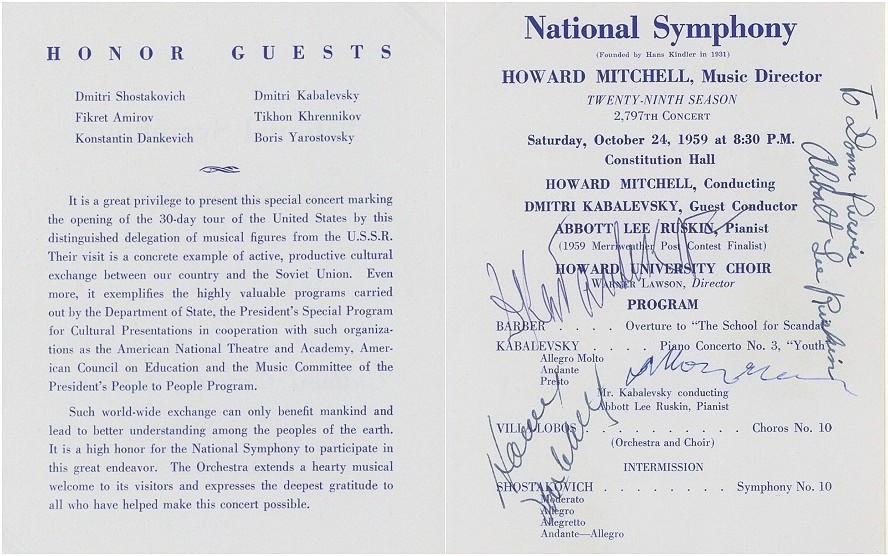 HONOR GUESTS
Dmitri Shostakovich Dmitri Kabalevsky
Fikret Amirov Tikhon Khrennikov
Konstantin Dankevich Boris Yarostovsky
It is a great privilege to present this special concert marking
the opening of the 30-day tour of the United States by this
distinguished delegation of musical figures from the U.S.S.R.
Their visit is a concrete example of active, productive cultural
exchange between our country and the Soviet Union. Even
more, it exemplifies the highly valuable programs carried
out by the Department of State, the President's Special Program
for Cultural Presentations in cooperation with such organiza-
tions as the American National Theatre and Academy, Amer-
ican Council on Education and the Music Committee of the
President's People to People Program.
Such world-wide exchange can only benefit mankind and
lead to better understanding among the peoples of the earth.
It is a high honor for the National Symphony to participate in
this great endeavor. The Orchestra extends a hearty musical
welcome to its visitors and expresses the deepest gratitude to
all who have helped make this concert possible.
National Symphony
(Founded by Hans Kindler in 1931)
HOWARD MITCHELL, Music Director
TWENTY-NINTH SEASON
2,797TH CONCERT
Saturday, October 24, 1959 at 8:30 P.M.
Constitution Hall
HOWARD MITCHELL, Conducting
DMITRI KABALEVSKY, Guest Conductor
ABBOTT LEE RUSKIN, Pianist
(1959 Merriweather Post Contest Finalist)
HOWARD UNIVERSITY CHOIR
WARNER LAWSON, Director
PROGRAM
BARBER . . . . Overture to "The School for Scandal"
KABALEVSKY . . . . Piano Concerto No. 3, "Youth"
Allegro Molto
Andante
Presto
Mr. Kabalevsky conducting
Abbott Lee Ruskin, Pianist
VILLA-LOBOS . . . . . . . . . Choros No. 10
(Orchestra and Choir)
INTERMISSION
SHOSTAKOVICH . . . . . . . . Symphony No. 10
Moderato
Allegro
Allegretto
Andante—Allegro
To Donn Purvis
Abbott Lee Ruskin